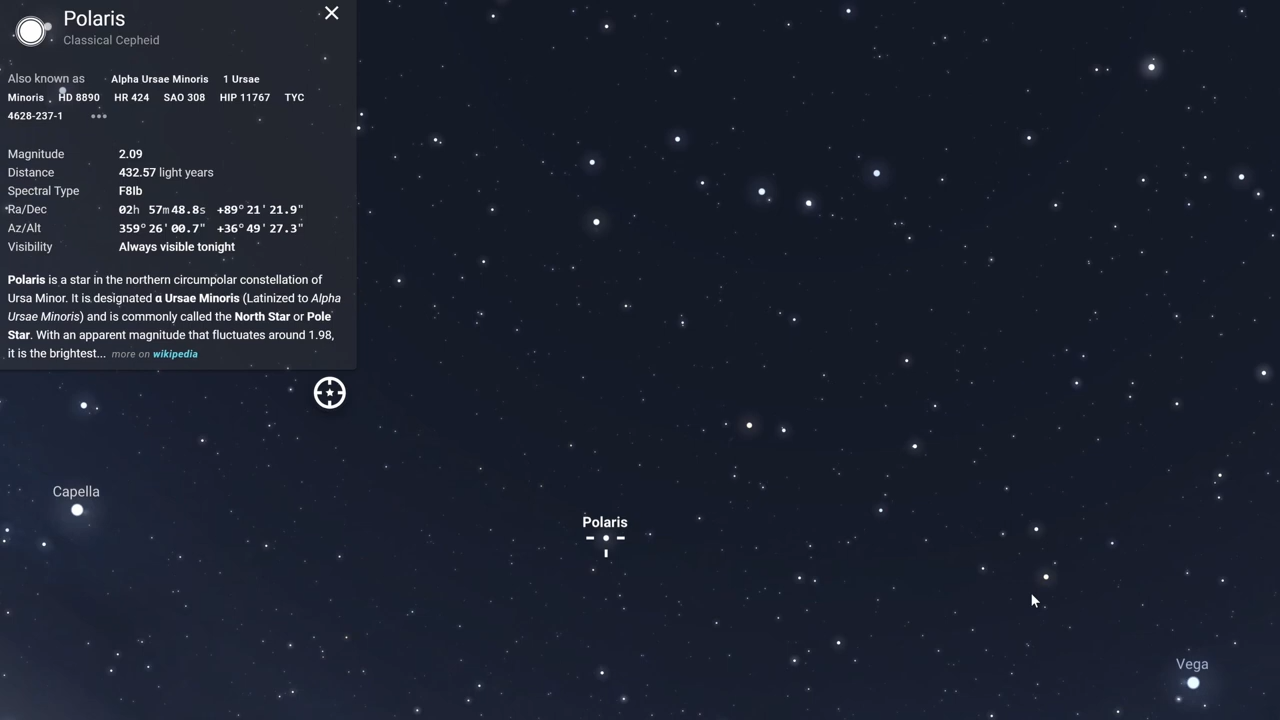 Polaris
Classical Cepheid
Also known as Alpha Ursae Minoris 1 Ursae
Minoris HD 8890 HR 424 SAO 308 HIP 11767 TYC
4628-237-1 •••
Magnitude 2.09
Distance 432.57 light years
Spectral Type F8Ib
Ra/Dec 02h 57m48.8s +89°21'21.9"
Az/Alt 359°26'00.7" +36°49'27.3"
Visibility Always visible tonight
Polaris is a star in the northern circumpolar constellation of
Ursa Minor. It is designated α Ursae Minoris (Latinized to Alpha
Ursae Minoris) and is commonly called the North Star or Pole
Star. With an apparent magnitude that fluctuates around 1.98,
it is the brightest... more on wikipedia
Capella
Polaris
Vega